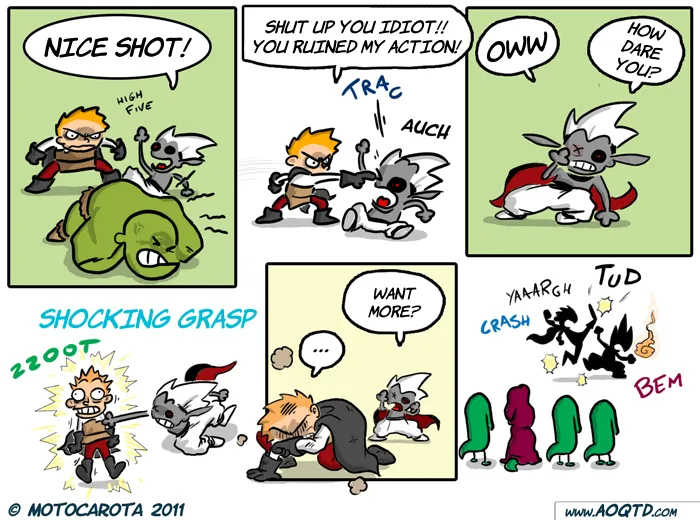 NICE SHOT!
HIGH
FIVE
SHUT UP YOU IDIOT!!
YOU RUINED MY ACTION!
TRAC
AUCH
OWW
HOW
DARE
YOU?
SHOCKING GRASP
ZZOOT
...
WANT
MORE?
YAAARGH
TUD
CRASH
BEM
© MOTOCAROTA 2011
WWW.AOQTD.COM